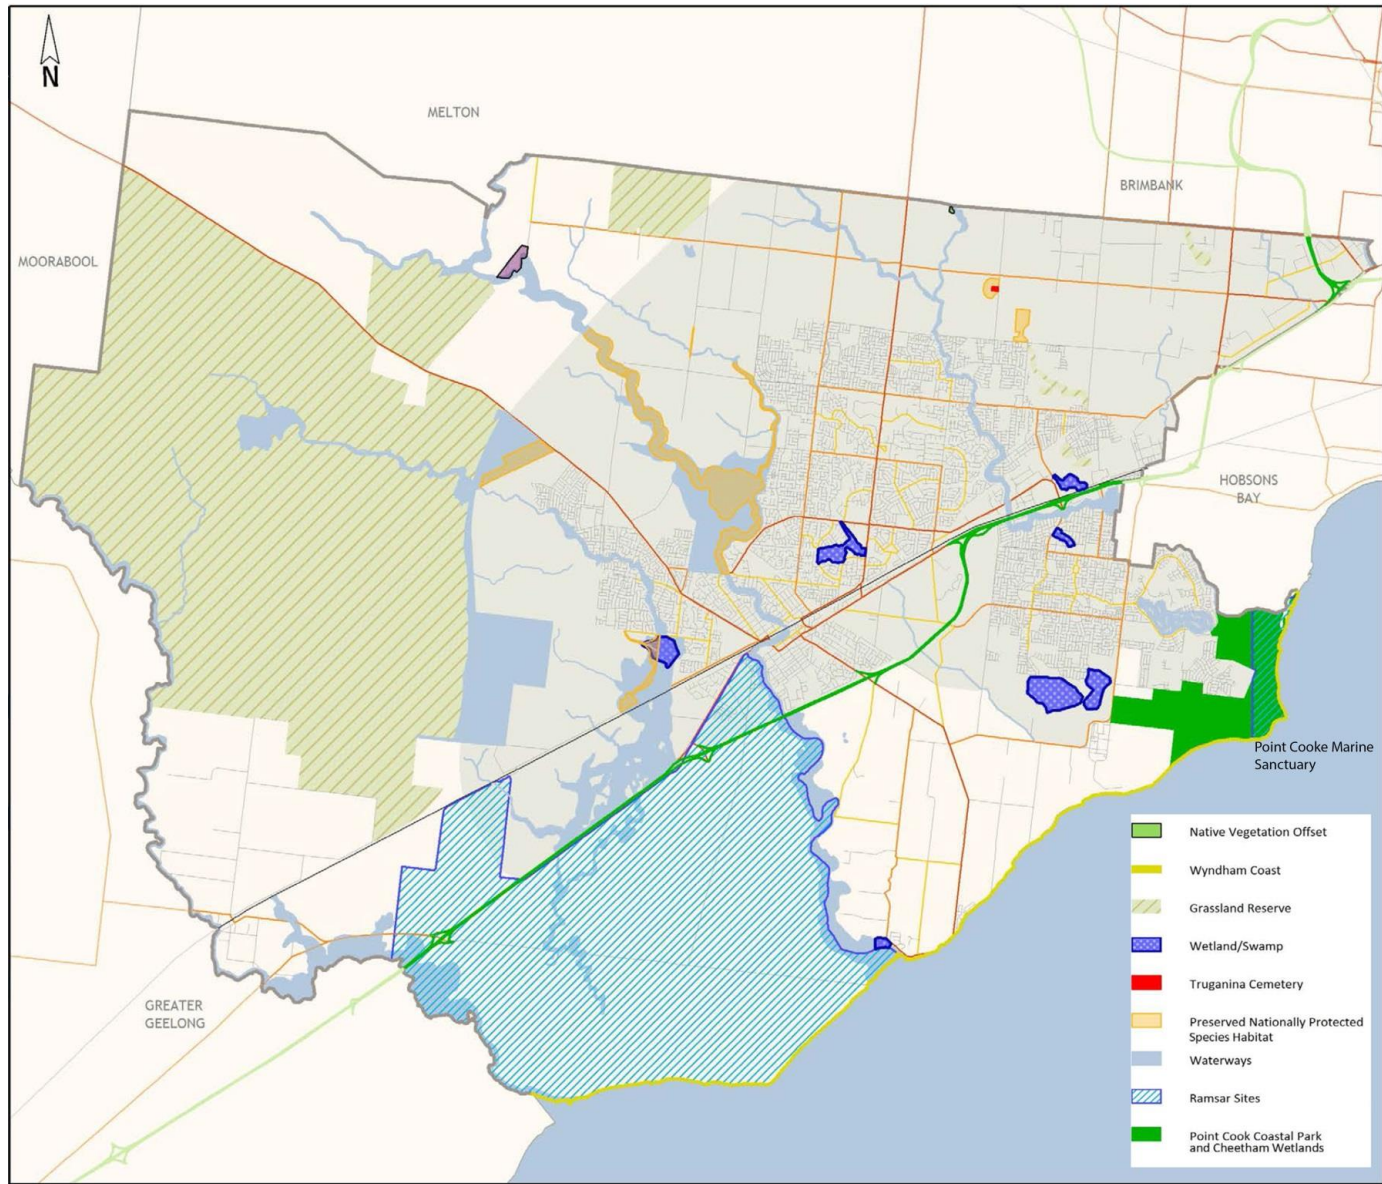 N
MELTON
BRIMBANK
MOORABOOL
HOBSONS
BAY
Point Cooke Marine
Sanctuary
GREATER
GEELONG
Native Vegetation Offset
Wyndham Coast
Grassland Reserve
Wetland/Swamp
Truganina Cemetery
Preserved Nationally Protected
Species Habitat
Waterways
Ramsar Sites
Point Cook Coastal Park
and Cheetham Wetlands